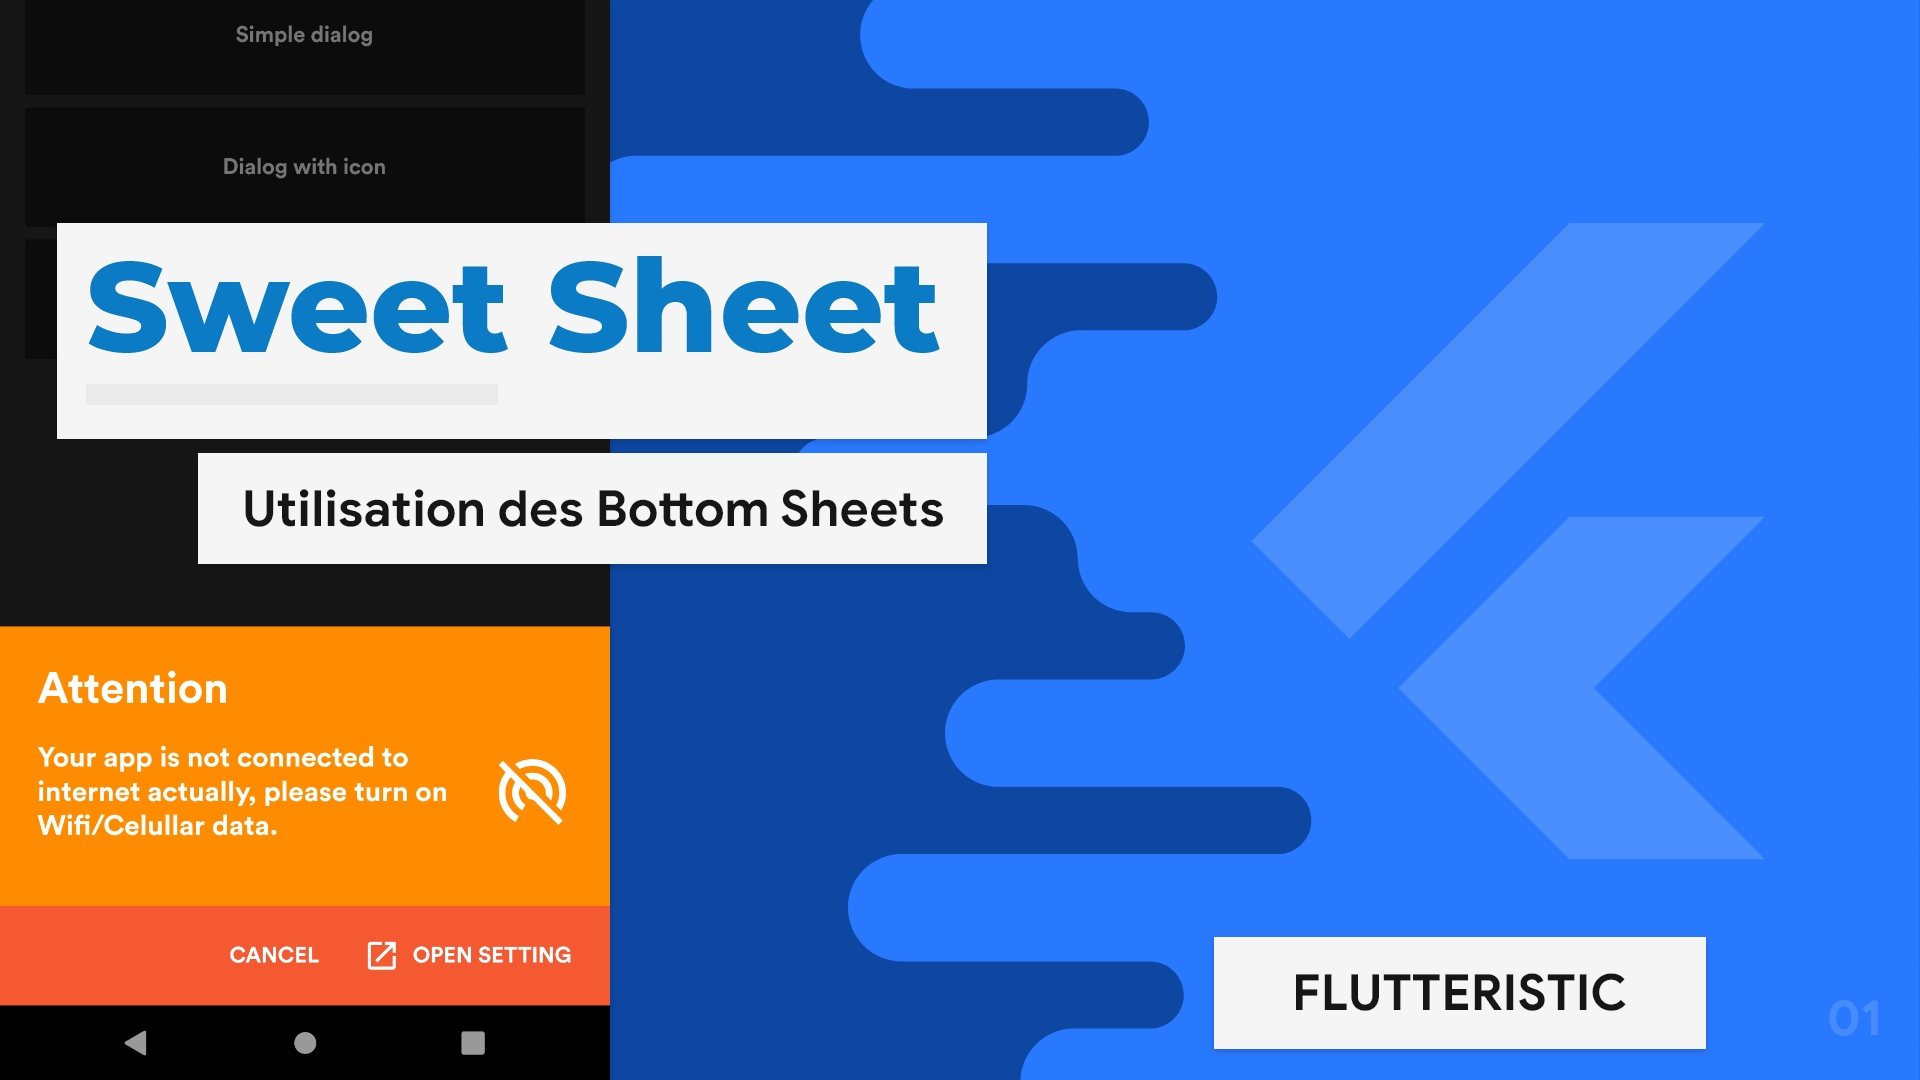 Simple dialog
Dialog with icon
Sweet Sheet
Utilisation des Bottom Sheets
Attention
Your app is not connected to
internet actually, please turn on
Wifi/Celullar data.
CANCEL OPEN SETTING
FLUTTERISTIC
01